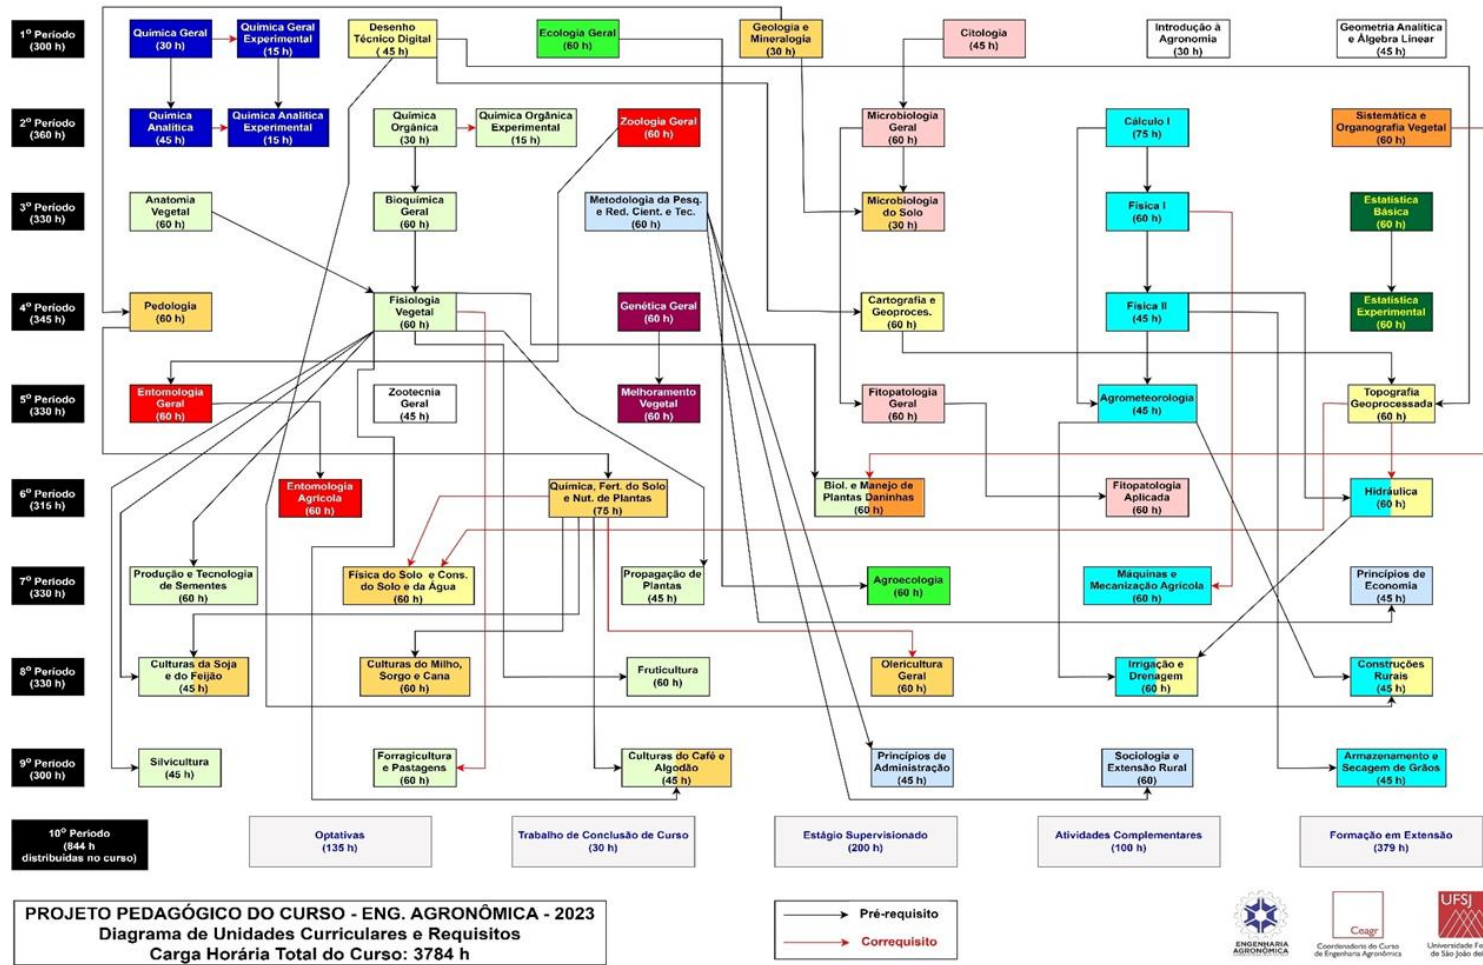 1º Período
(300 h)
Química Geral
(30 h)
Química Geral
Experimental
(15 h)
Desenho
Técnico Digital
( 45 h)
Ecologia Geral
(60 h)
Geologia e
Mineralogia
(30 h)
Citologia
(45 h)
Introdução à
Agronomia
(30 h)
Geometria Analítica
e Álgebra Linear
(45 h)
2º Período
(360 h)
Química
Analítica
(45 h)
Química Analítica
Experimental
(15 h)
Química
Orgânica
(30 h)
Química Orgânica
Experimental
(15 h)
Zoologia Geral
(60 h)
Microbiologia
Geral
(60 h)
Cálculo I
(75 h)
Sistemática e
Organografia Vegetal
(60 h)
3º Período
(330 h)
Anatomia
Vegetal
(60 h)
Bioquímica
Geral
(60 h)
Metodologia da Pesq.
e Red. Cient. e Tec.
(60 h)
Microbiologia
do Solo
(30 h)
Física I
(60 h)
Estatística
Básica
(60 h)
4º Período
(345 h)
Pedologia
(60 h)
Fisiologia
Vegetal
(60 h)
Genética Geral
(60 h)
Cartografia e
Geoproces.
(60 h)
Física II
(45 h)
Estatística
Experimental
(60 h)
5º Período
(330 h)
Entomologia
Geral
(60 h)
Zootecnia
Geral
(45 h)
Melhoramento
Vegetal
(60 h)
Fitopatologia
Geral
(60 h)
Agrometeorologia
(45 h)
Topografia
Geoprocessada
(60 h)
6º Período
(315 h)
Entomologia
Agrícola
(60 h)
Química, Fert. do Solo
e Nut. de Plantas
(75 h)
Biol. e Manejo de
Plantas Daninhas
(60 h)
Fitopatologia
Aplicada
(60 h)
Hidráulica
(60 h)
7º Período
(330 h)
Produção e Tecnologia
de Sementes
(60 h)
Física do Solo e Cons.
do Solo e da Água
(60 h)
Propagação de
Plantas
(45 h)
Agroecologia
(60 h)
Máquinas e
Mecanização Agrícola
(60 h)
Princípios de
Economia
(45 h)
8º Período
(330 h)
Culturas da Soja
e do Feijão
(45 h)
Culturas do Milho,
Sorgo e Cana
(60 h)
Fruticultura
(60 h)
Olericultura
Geral
(60 h)
Irrigação e
Drenagem
(60 h)
Construções
Rurais
(45 h)
9º Período
(300 h)
Silvicultura
(45 h)
Forragicultura
e Pastagens
(60 h)
Culturas do Café e
Algodão
(45 h)
Princípios de
Administração
(45 h)
Sociologia e
Extensão Rural
(60)
Armazenamento e
Secagem de Grãos
(45 h)
10º Período
(844 h
distribuídas no curso)
Optativas
(135 h)
Trabalho de Conclusão de Curso
(30 h)
Estágio Supervisionado
(200 h)
Atividades Complementares
(100 h)
Formação em Extensão
(379 h)
PROJETO PEDAGÓGICO DO CURSO - ENG. AGRONÔMICA - 2023
Diagrama de Unidades Curriculares e Requisitos
Carga Horária Total do Curso: 3784 h
Pré-requisito
Correquisito
ENGENHARIA
AGRONÔMICA
Ceagr
Coordenadoria do Curso
de Engenharia Agronômica
UFSJ
Universidade Fe
de São João del